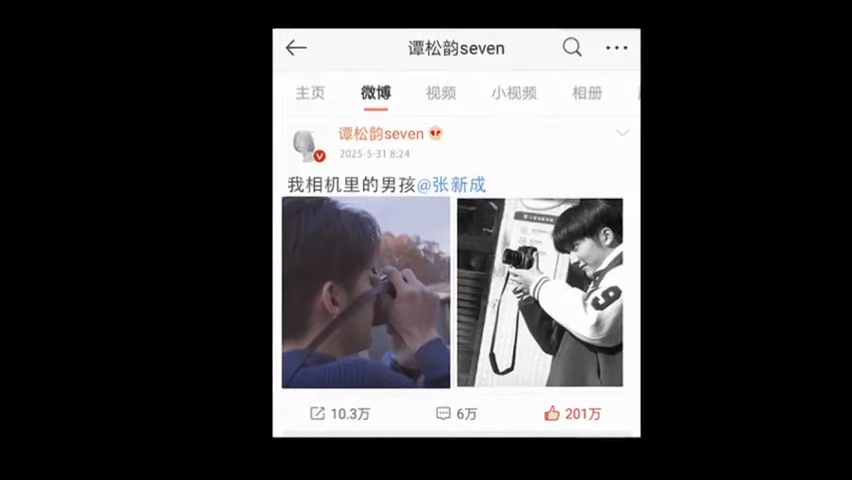 谭松韵seven
主页 微博 视频 小视频 相册
谭松韵seven
2025-5-31 8:24
我相机里的男孩@张新成
9
10.3万 6万 201万